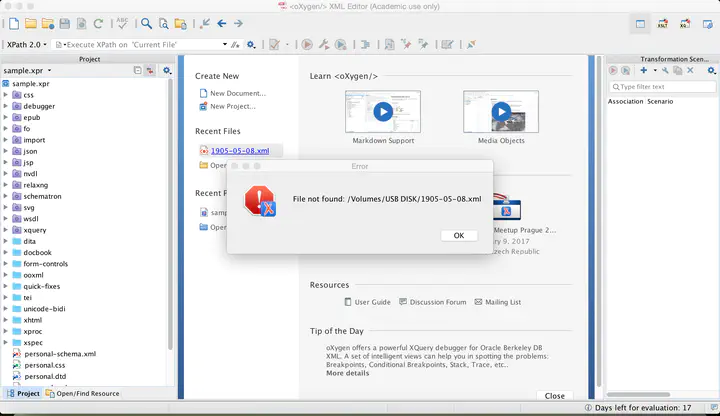 <oXygen/> XML Editor (Academic use only)
XPath 2.0
Execute XPath on 'Current File'
Project
sample.xpr
sample.xpr
css
debugger
epub
fo
import
json
jsp
nvdl
relaxng
schematron
svg
wsdl
xquery
dita
docbook
form-controls
ooxml
quick-fixes
tei
unicode-bidi
xhtml
xproc
xspec
personal-schema.xml
personal.css
personal.dtd
Project
Open/Find Resource
Create New
New Document...
New Project...
Recent Files
1905-05-08.xml
Open
Recent P
sam
Open
Learn <oXygen/>
Markdown Support
Media Objects
Error
File not found: /Volumes/USB DISK/1905-05-08.xml
OK
Meetup Prague 2...
ry 9, 2017
zech Republic
Resources
User Guide
Discussion Forum
Mailing List
Tip of the Day
oXygen offers a powerful XQuery debugger for Oracle Berkeley DB
XML. A set of intelligent views can help you in spotting the problems:
Breakpoints, Conditional Breakpoints, Stack, Trace, etc..
More details
Close
Transformation Scen...
Type filter text
Association Scenario
Days left for evaluation: 17